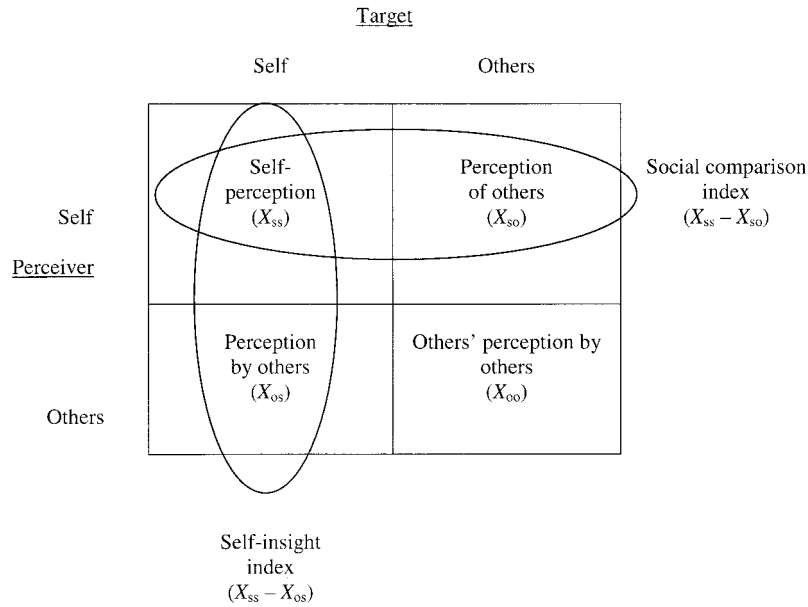 Target
Self
Others
Self-
perception
(Xss)
Perception
of others
(Xso)
Social comparison
index
(Xss – Xso)
Self
Perceiver
Perception
by others
(Xos)
Others’ perception by
others
(Xoo)
Others
Self-insight
index
(Xss – Xos)